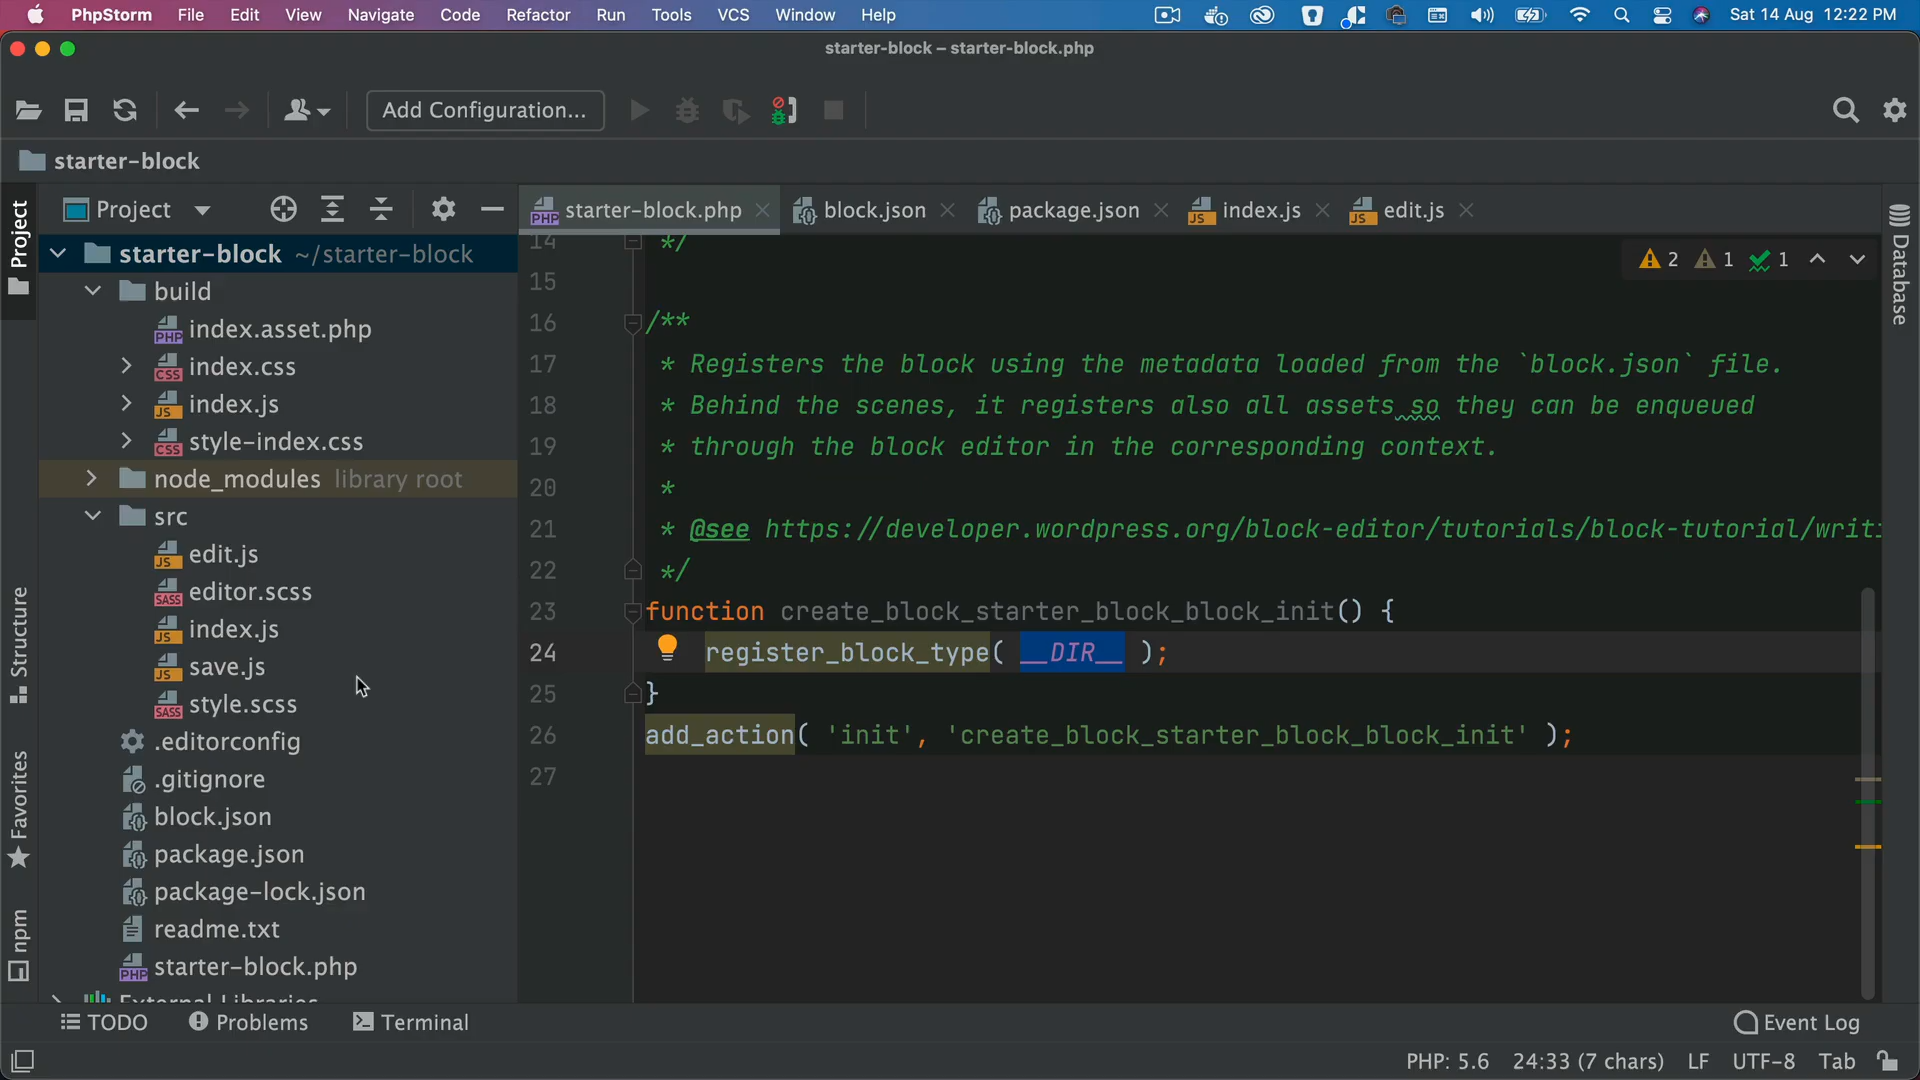 PhpStorm File Edit View Navigate Code Refactor Run Tools VCS Window Help Sat 14 Aug 12:22 PM
starter-block – starter-block.php
Add Configuration...
starter-block
Project
Project
starter-block.php
block.json
package.json
index.js
edit.js
starter-block ~/starter-block
build
index.asset.php
index.css
index.js
style-index.css
node_modules library root
src
edit.js
editor.scss
index.js
save.js
style.scss
.editorconfig
.gitignore
block.json
package.json
package-lock.json
readme.txt
starter-block.php
External Libraries
Structure
Favorites
npm
2 1 1
Database
14 */
15
16 /**
17 * Registers the block using the metadata loaded from the `block.json` file.
18 * Behind the scenes, it registers also all assets so they can be enqueued
19 * through the block editor in the corresponding context.
20 *
21 * @see https://developer.wordpress.org/block-editor/tutorials/block-tutorial/writi
22 */
23 function create_block_starter_block_block_init() {
24 register_block_type( __DIR__ );
25 }
26 add_action( 'init', 'create_block_starter_block_block_init' );
27
TODO Problems Terminal Event Log
PHP: 5.6 24:33 (7 chars) LF UTF-8 Tab